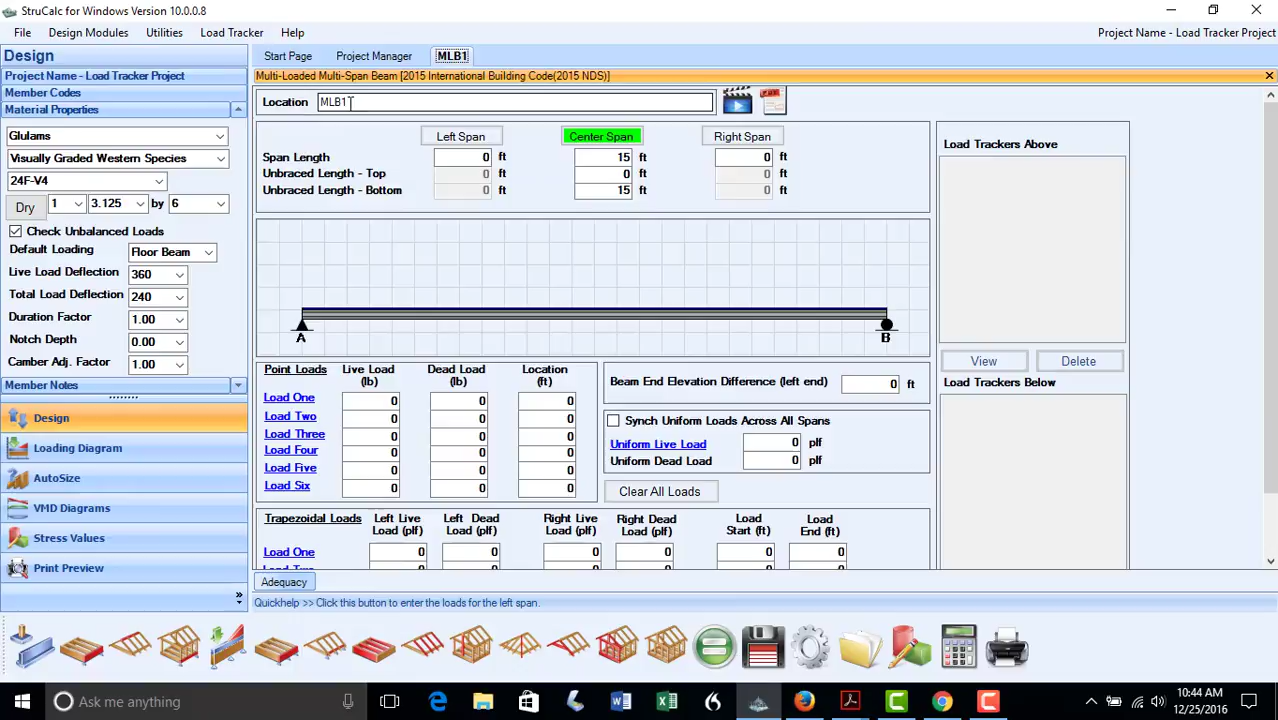 StruCalc for Windows Version 10.0.0.8
File Design Modules Utilities Load Tracker Help Project Name - Load Tracker Project
Design Start Page Project Manager MLB1
Project Name - Load Tracker Project
Multi-Loaded Multi-Span Beam [2015 International Building Code(2015 NDS)]
Member Codes
Material Properties
Location MLB1
Glulams
Visually Graded Western Species
24F-V4
Dry 1 3.125 by 6
Check Unbalanced Loads
Default Loading Floor Beam
Live Load Deflection 360
Total Load Deflection 240
Duration Factor 1.00
Notch Depth 0.00
Camber Adj. Factor 1.00
Member Notes
Design
Loading Diagram
AutoSize
VMD Diagrams
Stress Values
Print Preview
Left Span Center Span Right Span
Span Length 0 ft 15 ft 0 ft
Unbraced Length - Top 0 ft 0 ft 0 ft
Unbraced Length - Bottom 0 ft 15 ft 0 ft
A B
Point Loads Live Load (lb) Dead Load (lb) Location (ft)
Load One 0 0 0
Load Two 0 0 0
Load Three 0 0 0
Load Four 0 0 0
Load Five 0 0 0
Load Six 0 0 0
Beam End Elevation Difference (left end) 0 ft
Synch Uniform Loads Across All Spans
Uniform Live Load 0 plf
Uniform Dead Load 0 plf
Clear All Loads
Trapezoidal Loads Left Live Load (plf) Left Dead Load (plf) Right Live Load (plf) Right Dead Load (plf) Load Start (ft) Load End (ft)
Load One 0 0 0 0 0 0
Load Trackers Above
View Delete
Load Trackers Below
Adequacy
Quickhelp >> Click this button to enter the loads for the left span.
Ask me anything
10:44 AM
12/25/2016